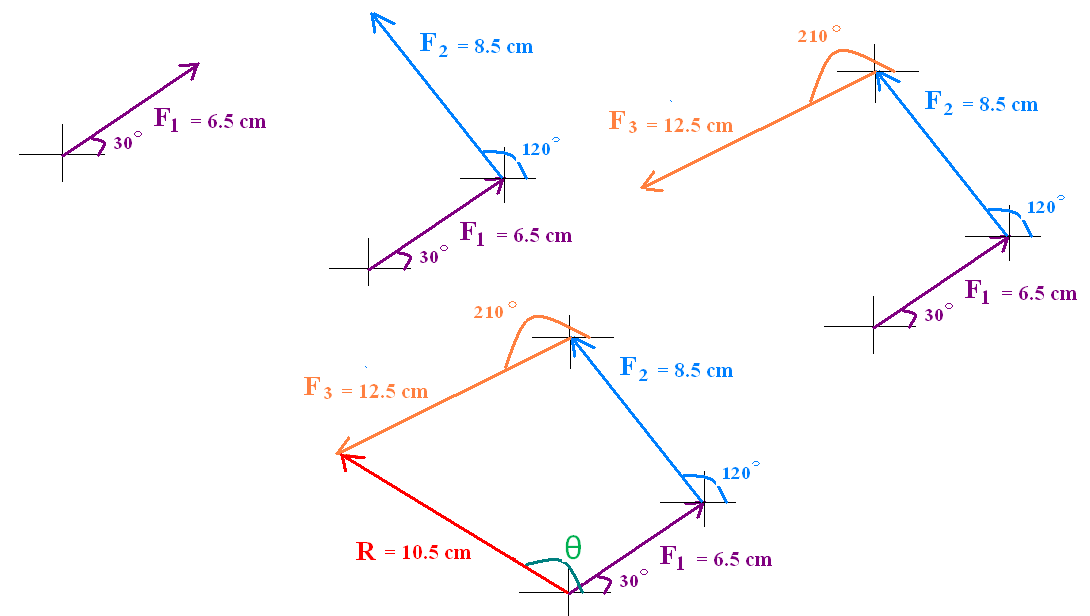 F₁ = 6.5 cm
30°
F₂ = 8.5 cm
120°
F₁ = 6.5 cm
30°
210°
F₂ = 8.5 cm
F₃ = 12.5 cm
120°
F₁ = 6.5 cm
30°
210°
F₂ = 8.5 cm
F₃ = 12.5 cm
120°
R = 10.5 cm
θ
F₁ = 6.5 cm
30°